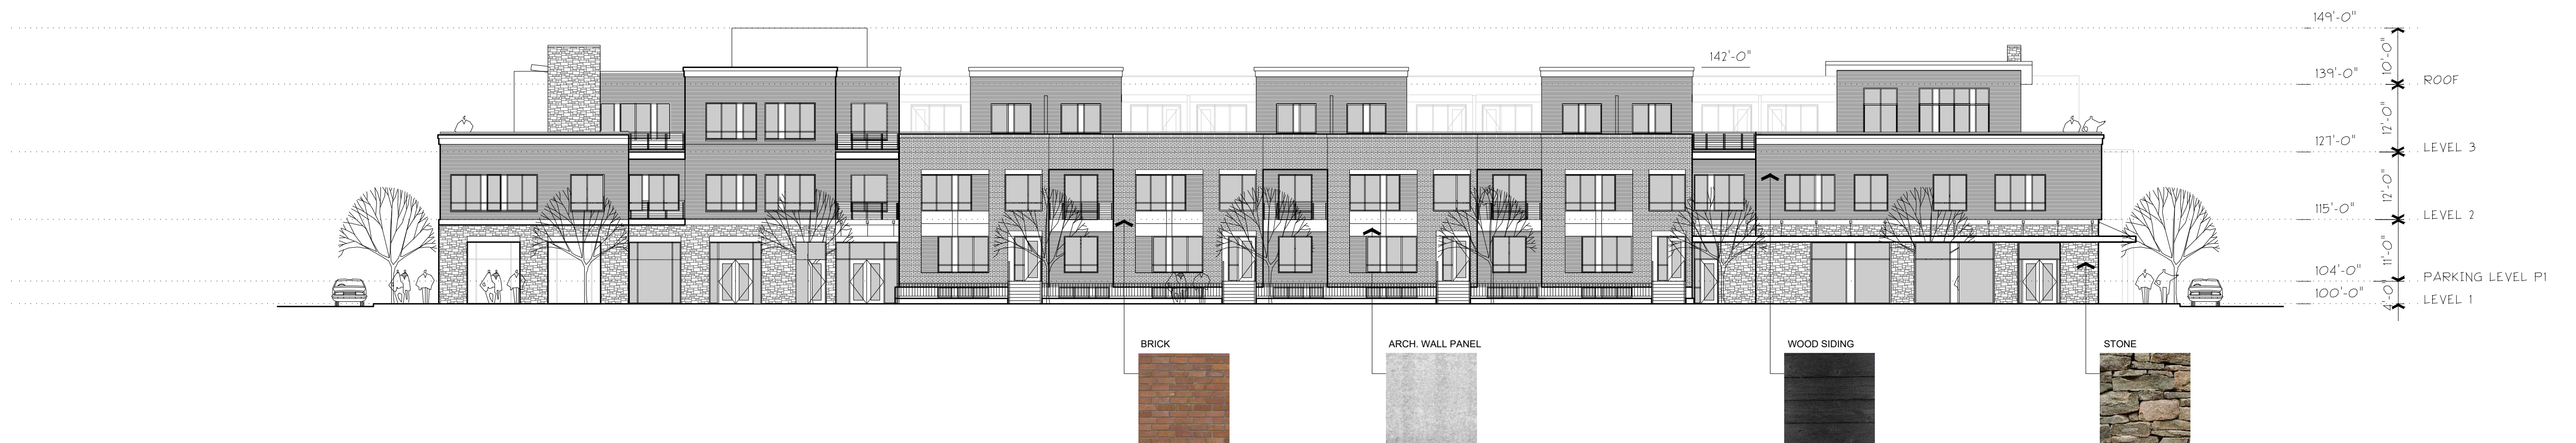 149'-0"
10'-0"
142'-0"
139'-0"
ROOF
12'-0"
127'-0"
LEVEL 3
12'-0"
115'-0"
LEVEL 2
11'-0"
104'-0"
PARKING LEVEL P1
100'-0"
4'-0"
LEVEL 1
BRICK
ARCH. WALL PANEL
WOOD SIDING
STONE